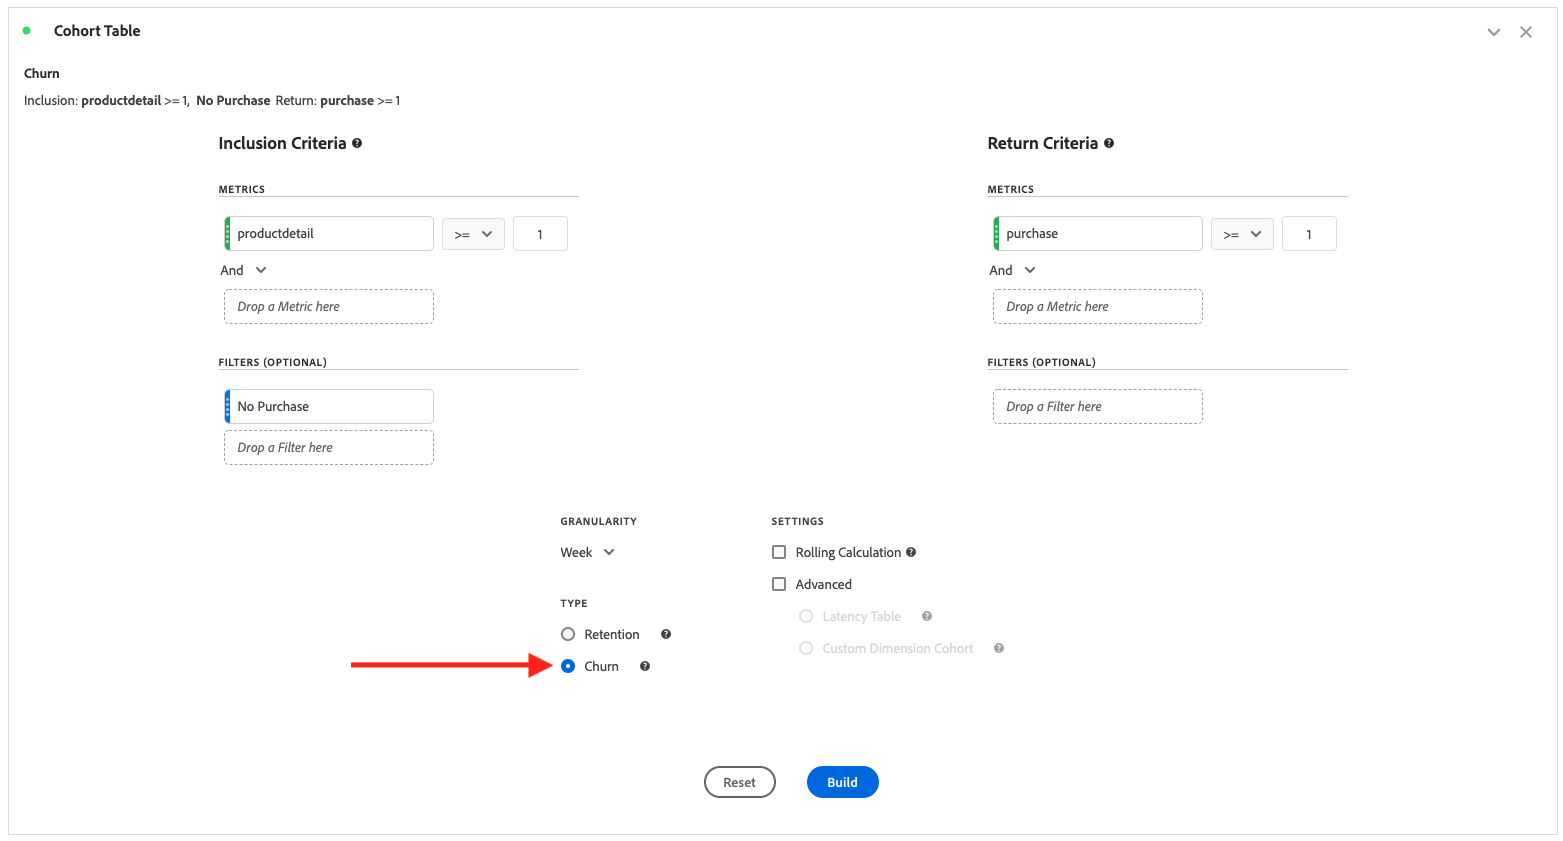 Cohort Table
Churn
Inclusion: productdetail >= 1, No Purchase Return: purchase >= 1
Inclusion Criteria
METRICS
productdetail >= 1
And
Drop a Metric here
FILTERS (OPTIONAL)
No Purchase
Drop a Filter here
Return Criteria
METRICS
purchase >= 1
And
Drop a Metric here
FILTERS (OPTIONAL)
Drop a Filter here
GRANULARITY
Week
TYPE
Retention
Churn
SETTINGS
Rolling Calculation
Advanced
Latency Table
Custom Dimension Cohort
Reset
Build